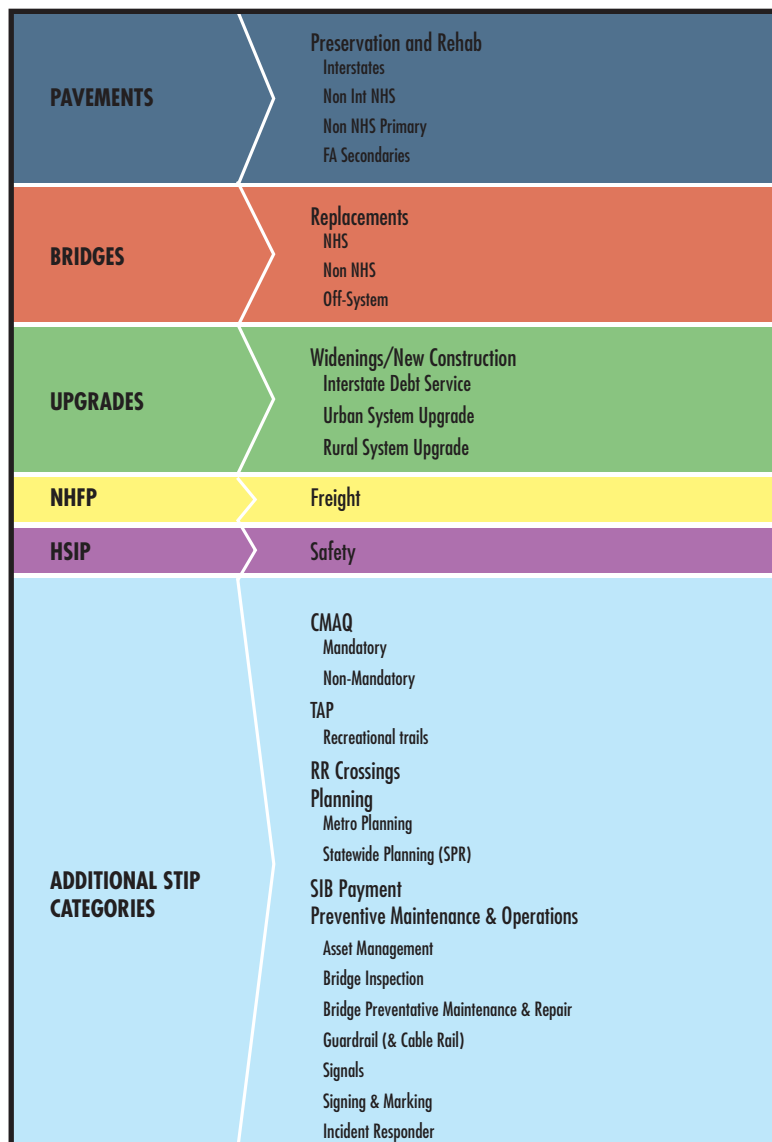 PAVEMENTS
Preservation and Rehab
Interstates
Non Int NHS
Non NHS Primary
FA Secondaries
BRIDGES
Replacements
NHS
Non NHS
Off-System
UPGRADES
Widenings/New Construction
Interstate Debt Service
Urban System Upgrade
Rural System Upgrade
NHFP
Freight
HSIP
Safety
ADDITIONAL STIP
CATEGORIES
CMAQ
Mandatory
Non-Mandatory
TAP
Recreational trails
RR Crossings
Planning
Metro Planning
Statewide Planning (SPR)
SIB Payment
Preventive Maintenance & Operations
Asset Management
Bridge Inspection
Bridge Preventative Maintenance & Repair
Guardrail (& Cable Rail)
Signals
Signing & Marking
Incident Responder